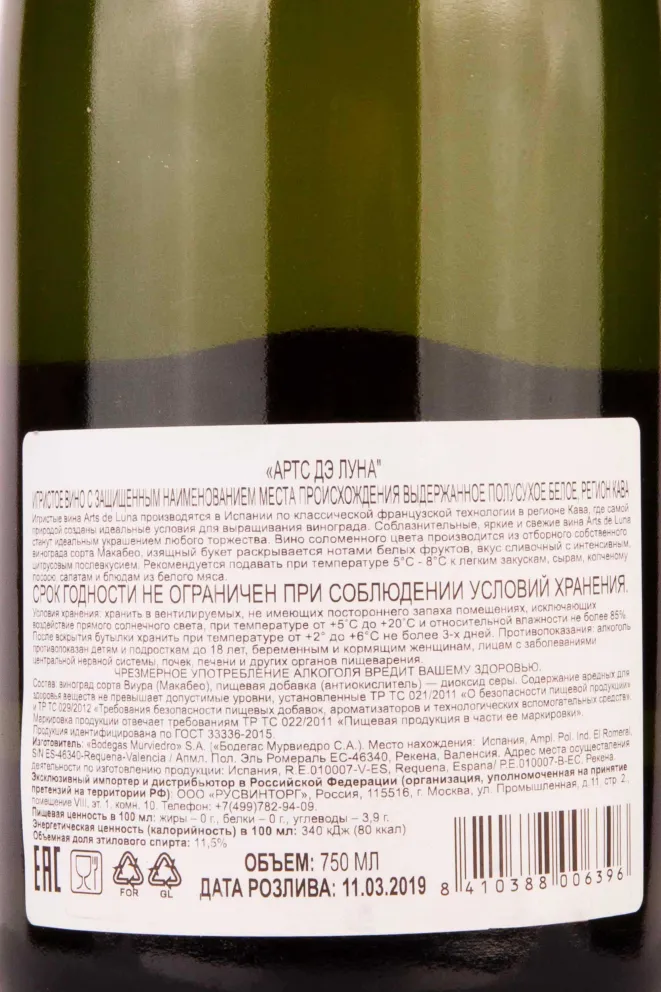 «АРТС ДЭ ЛУНА"
ИГРИСТОЕ ВИНО С ЗАЩИЩЕННЫМ НАИМЕНОВАНИЕМ МЕСТА ПРОИСХОЖДЕНИЯ ВЫДЕРЖАННОЕ ПОЛУСУХОЕ БЕЛОЕ, РЕГИОН КАВА
Игристые вина Arts de Luna производятся в Испании по классической французской технологии в регионе Кава, где самой
природой созданы идеальные условия для выращивания винограда. Соблазнительные, яркие и свежие вина Arts de Luna
станут идеальным украшением любого торжества. Вино соломенного цвета производится из отборного собственного
винограда сорта Макабео, изящный букет раскрывается нотами белых фруктов, вкус сливочный с интенсивным,
цитрусовым послевкусием. Рекомендуется подавать при температуре 5°С - 8°С к легким закускам, сырам, копченому
лососю, салатам и блюдам из белого мяса.
СРОК ГОДНОСТИ НЕ ОГРАНИЧЕН ПРИ СОБЛЮДЕНИИ УСЛОВИЙ ХРАНЕНИЯ.
Условия хранения: хранить в вентилируемых, не имеющих постороннего запаха помещениях, исключающих
воздействие прямого солнечного света, при температуре от +5˚С до +20˚С и относительной влажности не более 85%.
После вскрытия бутылки хранить при температуре от +2° до +6°С не более 3-х дней. Противопоказания: алкоголь
противопоказан детям и подросткам до 18 лет, беременным и кормящим женщинам, лицам с заболеваниями
центральной нервной системы, почек, печени и других органов пищеварения.
ЧРЕЗМЕРНОЕ УПОТРЕБЛЕНИЕ АЛКОГОЛЯ ВРЕДИТ ВАШЕМУ ЗДОРОВЬЮ.
Состав: виноград сорта Виура (Макабео), пищевая добавка (антиокислитель) — диоксид серы. Содержание вредных для
здоровья веществ не превышает допустимые уровни, установленные ТР ТС 021/2011 «О безопасности пищевой продукции»
и ТР ТС 029/2012 «Требования безопасности пищевых добавок, ароматизаторов и технологических вспомогательных средств».
Маркировка продукции отвечает требованиям ТР ТС 022/2011 «Пищевая продукция в части ее маркировки».
Продукция идентифицирована по ГОСТ 33336-2015.
Изготовитель: «Bodegas Murviedro» S.A. («Бодегас Мурвиедро С.А.). Место нахождения: Испания, Ampl. Pol. Ind. El Romeral,
S/N ES-46340-Requena-Valencia / Апмл. Пол. Эль Ромераль ЕС-46340, Рекена, Валенсия. Адрес места осуществления
деятельности по изготовлению продукции: Испания, R.E.010007-V-ES, Requena, España/ Р.Е.010007-В-ЕС. Рекена.
Эксклюзивный импортер и дистрибьютор в Российской Федерации (организация, уполномоченная на принятие
претензий на территории РФ): ООО «РУСВИНТОРГ», Россия, 115516, г. Москва, ул. Промышленная, д.11, стр 2.,
помещение VIII, эт. 1, комн. 10. Телефон: +7(499)782-94-09.
Пищевая ценность в 100 мл: жиры – 0 г., белки – 0 г., углеводы – 3,9 г.
Энергетическая ценность (калорийность) в 100 мл: 340 кДж (80 ккал)
Объемная доля этилового спирта: 11,5%
EAC
FOR
GL
ОБЪЕМ: 750 МЛ
ДАТА РОЗЛИВА: 11.03.2019
8 410388 006396